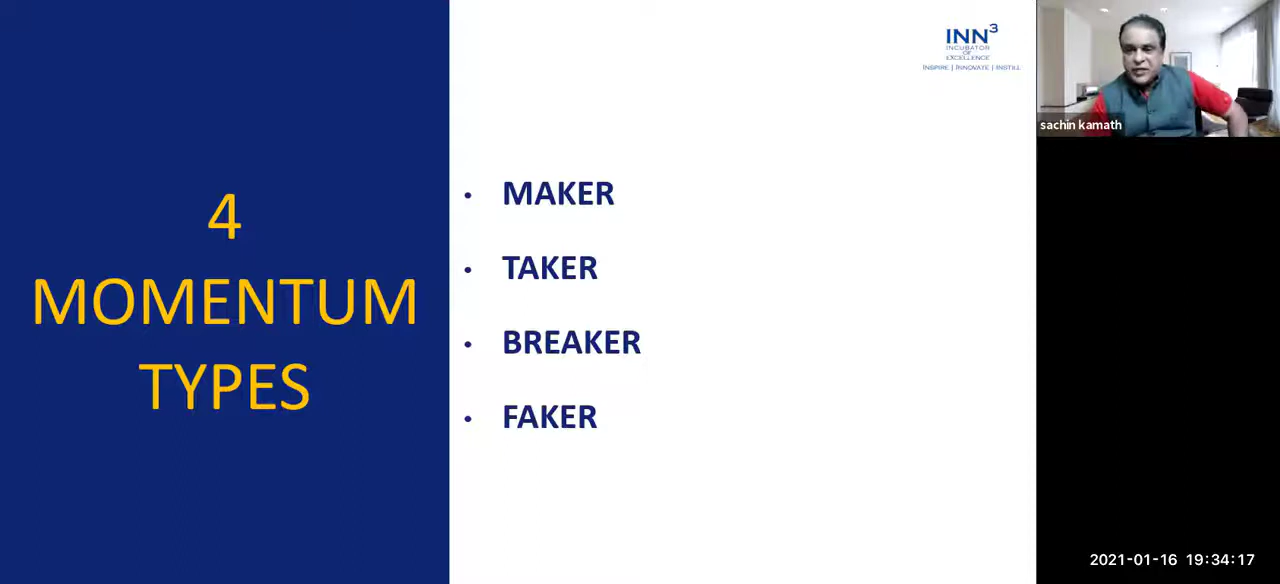 4
MOMENTUM
TYPES
• MAKER
• TAKER
• BREAKER
• FAKER
INN³
INCUBATOR
OF
EXCELLENCE
INSPIRE | INNOVATE | INSTILL
sachin kamath
2021-01-16 19:34:17